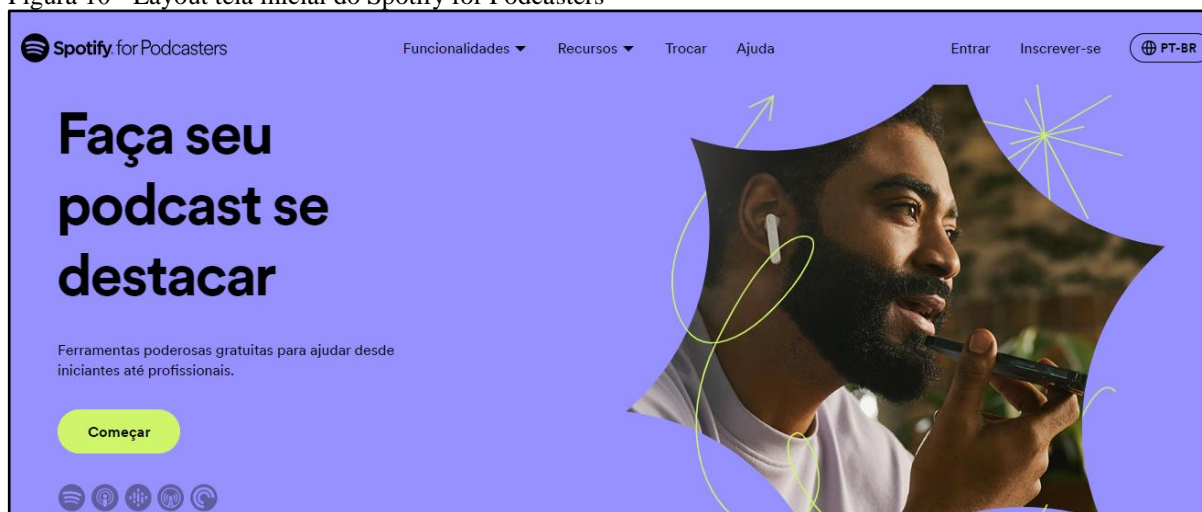 Figura 10 - Layout tela inicial do Spotify for Podcasters
Spotify for Podcasters
Funcionalidades
Recursos
Trocar
Ajuda
Entrar
Inscrever-se
PT-BR
Faça seu
podcast se
destacar
Ferramentas poderosas gratuitas para ajudar desde
iniciantes até profissionais.
Começar